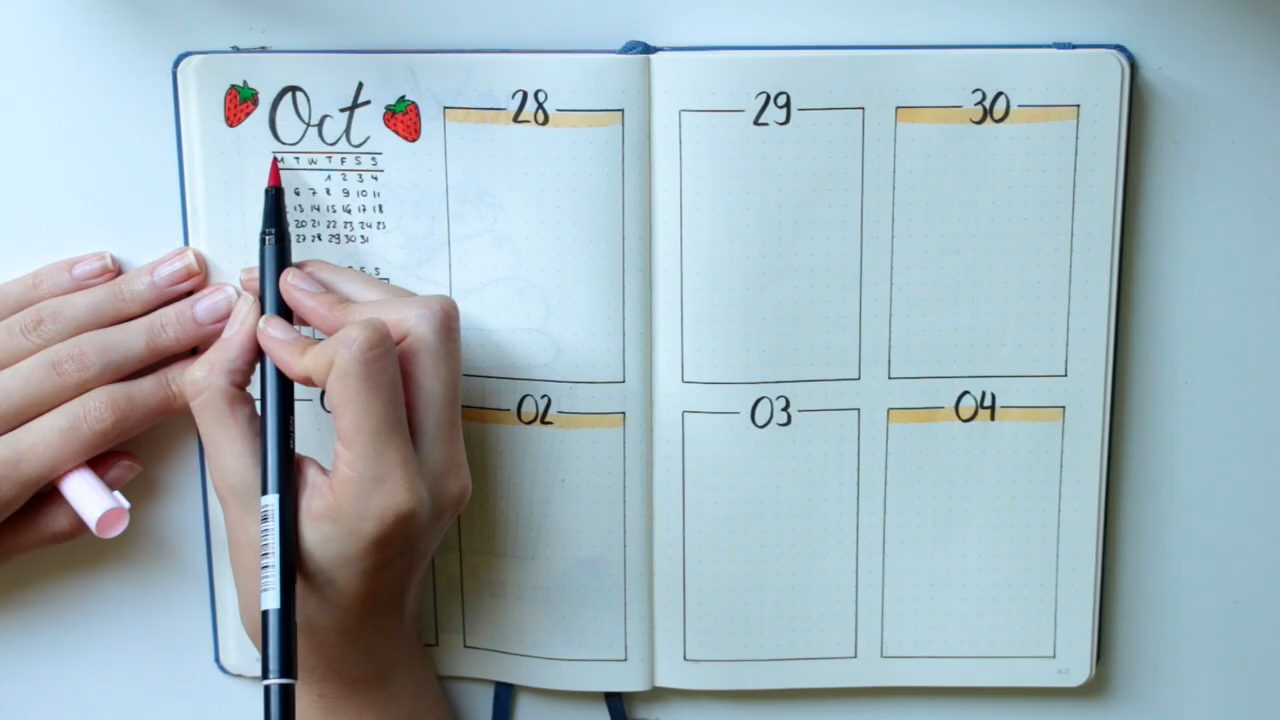 Oct
M T W T F S S
1 2 3 4
6 7 8 9 10 11
13 14 15 16 17 18
20 21 22 23 24 25
27 28 29 30 31
S S
28
29
30
02
03
04